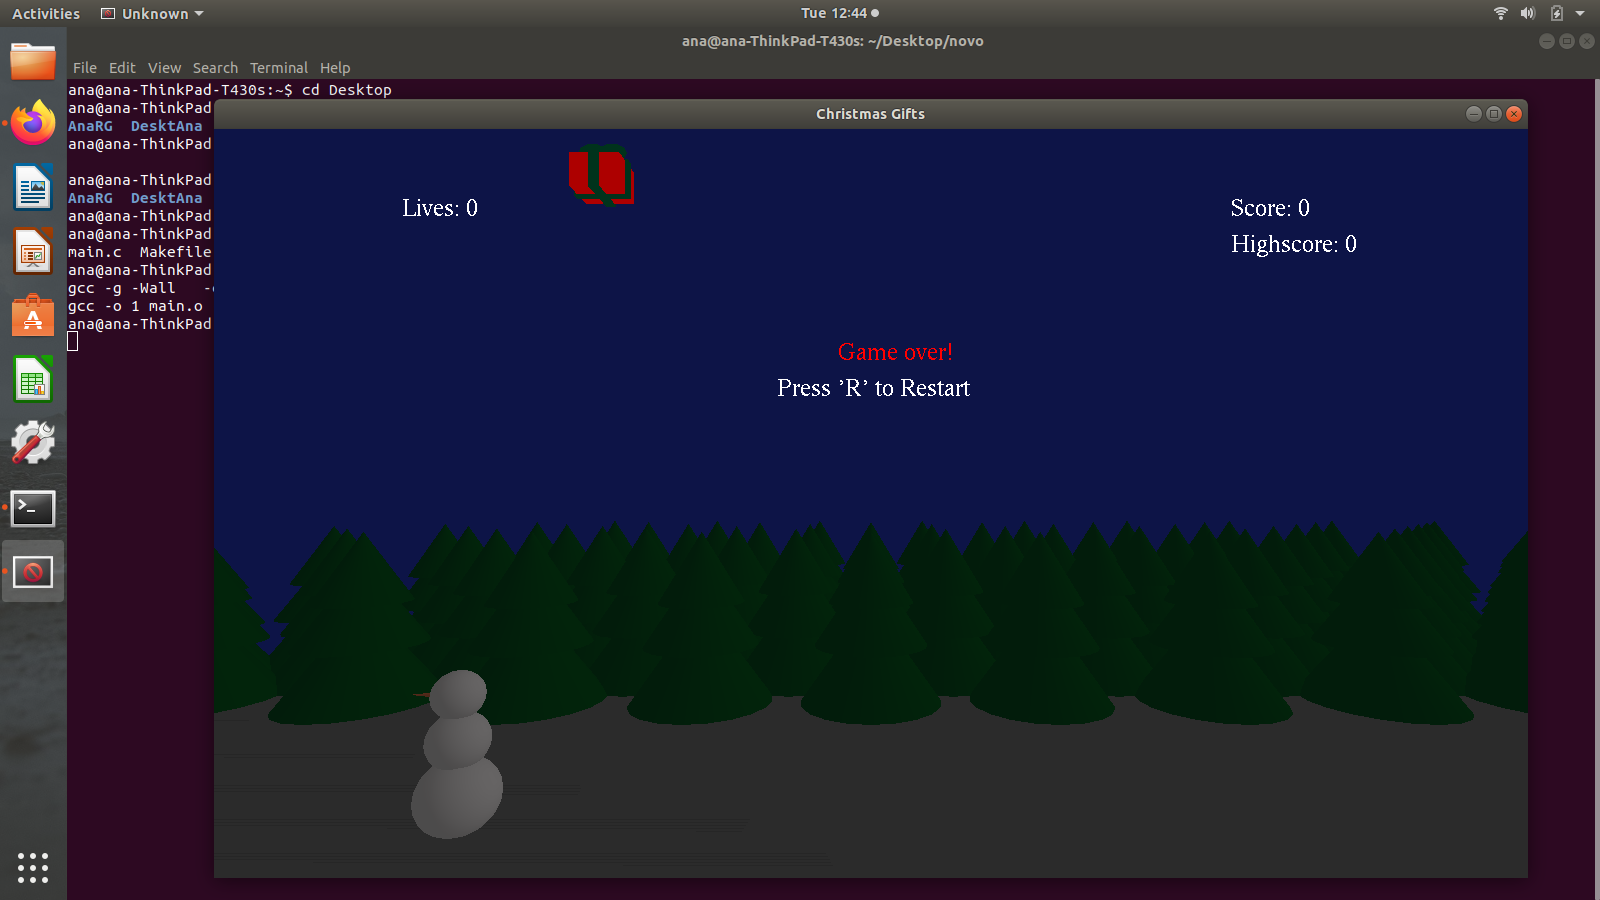 Activities Unknown Tue 12:44
ana@ana-ThinkPad-T430s: ~/Desktop/novo
File Edit View Search Terminal Help
ana@ana-ThinkPad-T430s:~$ cd Desktop
ana@ana-ThinkPad
AnaRG DesktAna
ana@ana-ThinkPad
ana@ana-ThinkPad
AnaRG DesktAna
ana@ana-ThinkPad
ana@ana-ThinkPad
main.c Makefile
ana@ana-ThinkPad
gcc -g -Wall
gcc -o 1 main.o
ana@ana-ThinkPad
Christmas Gifts
Lives: 0
Score: 0
Highscore: 0
Game over!
Press ’R’ to Restart